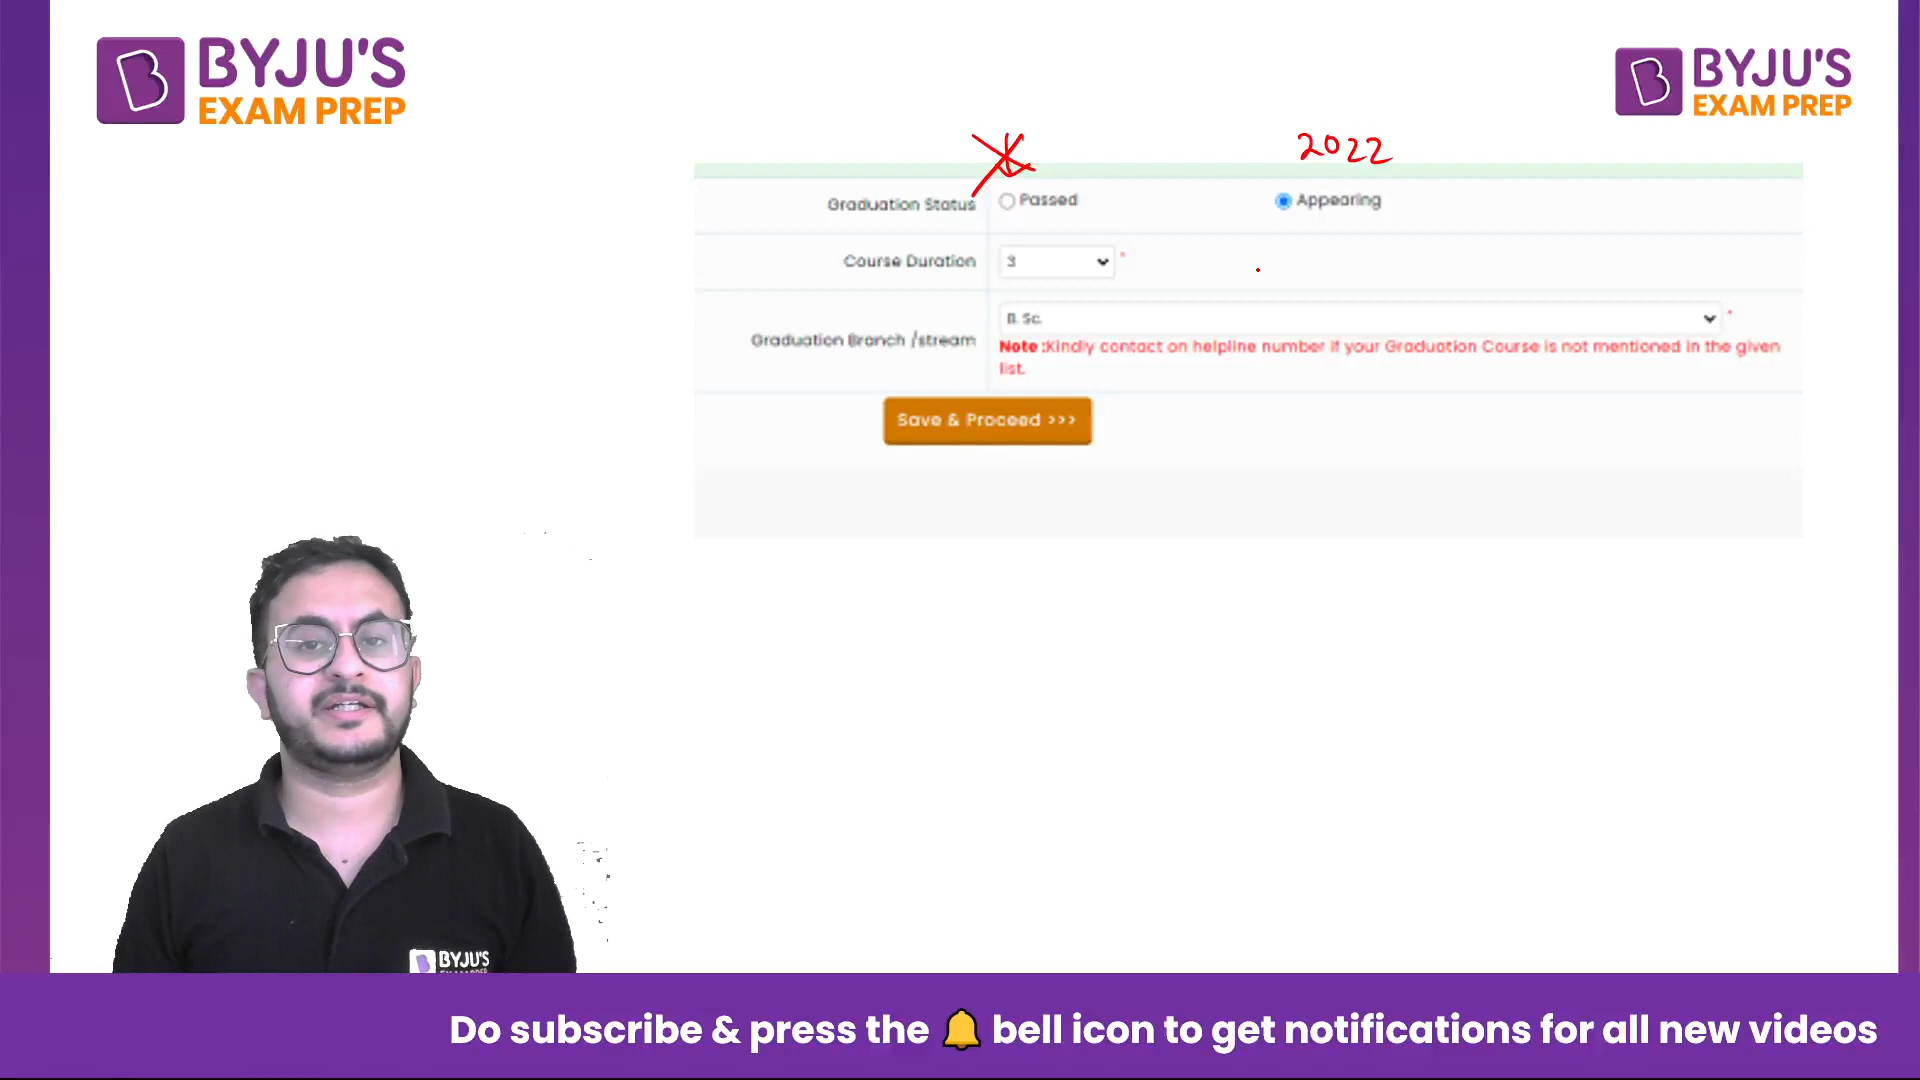 BYJU'S
EXAM PREP
BYJU'S
EXAM PREP
2022
Graduation Status
Passed
Appearing
Course Duration
3
*
Graduation Branch /stream
B. Sc.
*
Note :Kindly contact on helpline number if your Graduation Course is not mentioned in the given
list.
Save & Proceed >>>
BYJU'S
Do subscribe & press the 🔔 bell icon to get notifications for all new videos